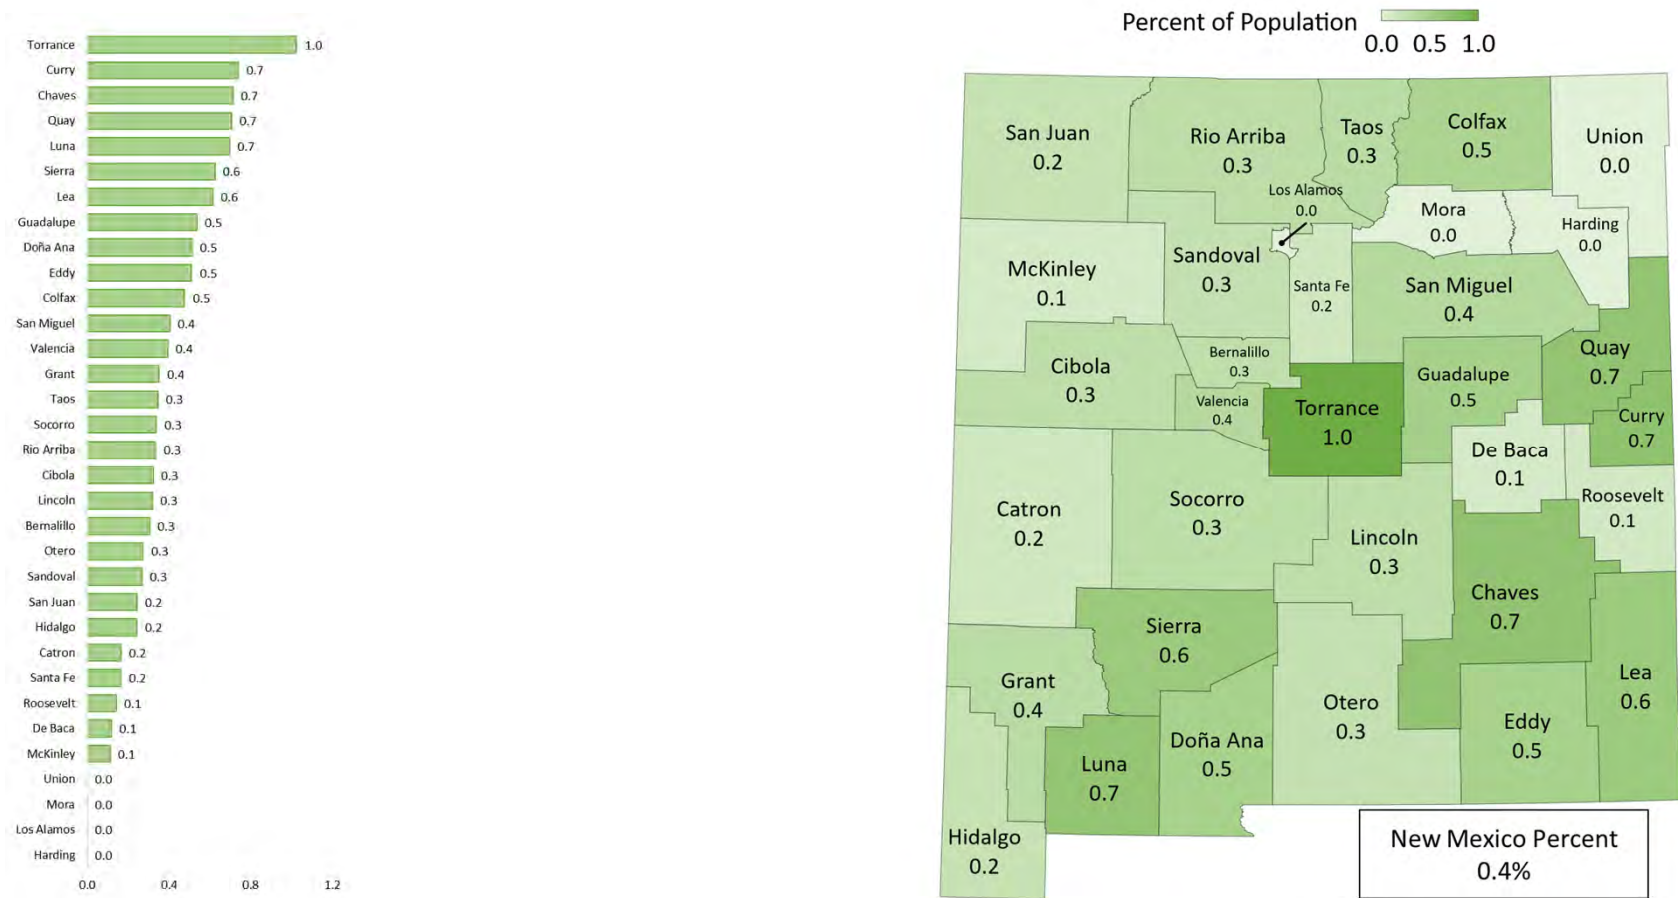 Torrance 1.0
Curry 0.7
Chaves 0.7
Quay 0.7
Luna 0.7
Sierra 0.6
Lea 0.6
Guadalupe 0.5
Doña Ana 0.5
Eddy 0.5
Colfax 0.5
San Miguel 0.4
Valencia 0.4
Grant 0.4
Taos 0.3
Socorro 0.3
Rio Arriba 0.3
Cibola 0.3
Lincoln 0.3
Bernalillo 0.3
Otero 0.3
Sandoval 0.3
San Juan 0.2
Hidalgo 0.2
Catron 0.2
Santa Fe 0.2
Roosevelt 0.1
De Baca 0.1
McKinley 0.1
Union 0.0
Mora 0.0
Los Alamos 0.0
Harding 0.0
0.0 0.4 0.8 1.2
Percent of Population
0.0 0.5 1.0
San Juan
0.2
Rio Arriba
0.3
Taos
0.3
Colfax
0.5
Union
0.0
Los Alamos
0.0
Mora
0.0
Harding
0.0
McKinley
0.1
Sandoval
0.3
Santa Fe
0.2
San Miguel
0.4
Quay
0.7
Cibola
0.3
Bernalillo
0.3
Valencia
0.4
Torrance
1.0
Guadalupe
0.5
Curry
0.7
De Baca
0.1
Roosevelt
0.1
Catron
0.2
Socorro
0.3
Lincoln
0.3
Chaves
0.7
Sierra
0.6
Grant
0.4
Otero
0.3
Lea
0.6
Eddy
0.5
Doña Ana
0.5
Luna
0.7
Hidalgo
0.2
New Mexico Percent
0.4%